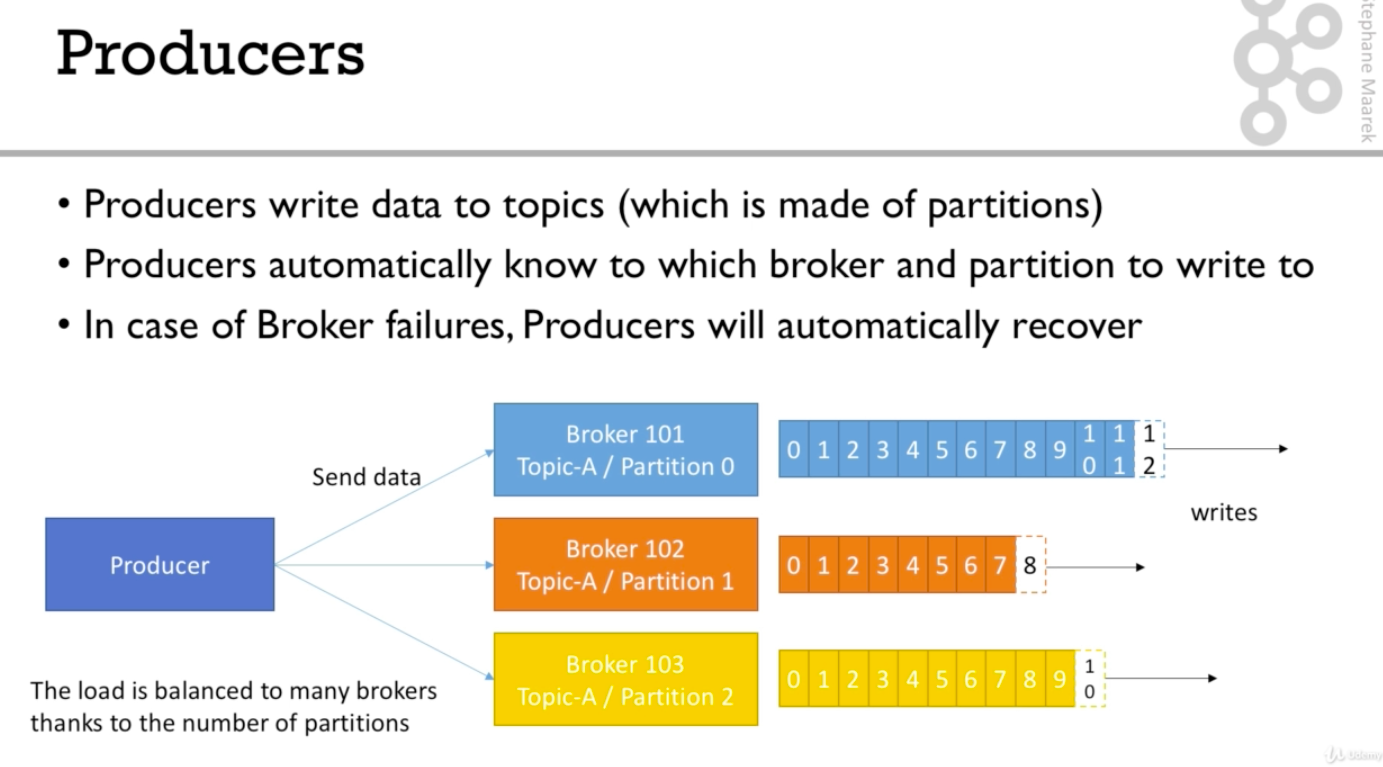 Producers
Stephane Maarek
• Producers write data to topics (which is made of partitions)
• Producers automatically know to which broker and partition to write to
• In case of Broker failures, Producers will automatically recover
Send data
Producer
The load is balanced to many brokers
thanks to the number of partitions
Broker 101
Topic-A / Partition 0
0 1 2 3 4 5 6 7 8 9 10 11 12
writes
Broker 102
Topic-A / Partition 1
0 1 2 3 4 5 6 7 8
Broker 103
Topic-A / Partition 2
0 1 2 3 4 5 6 7 8 9 10
Udemy